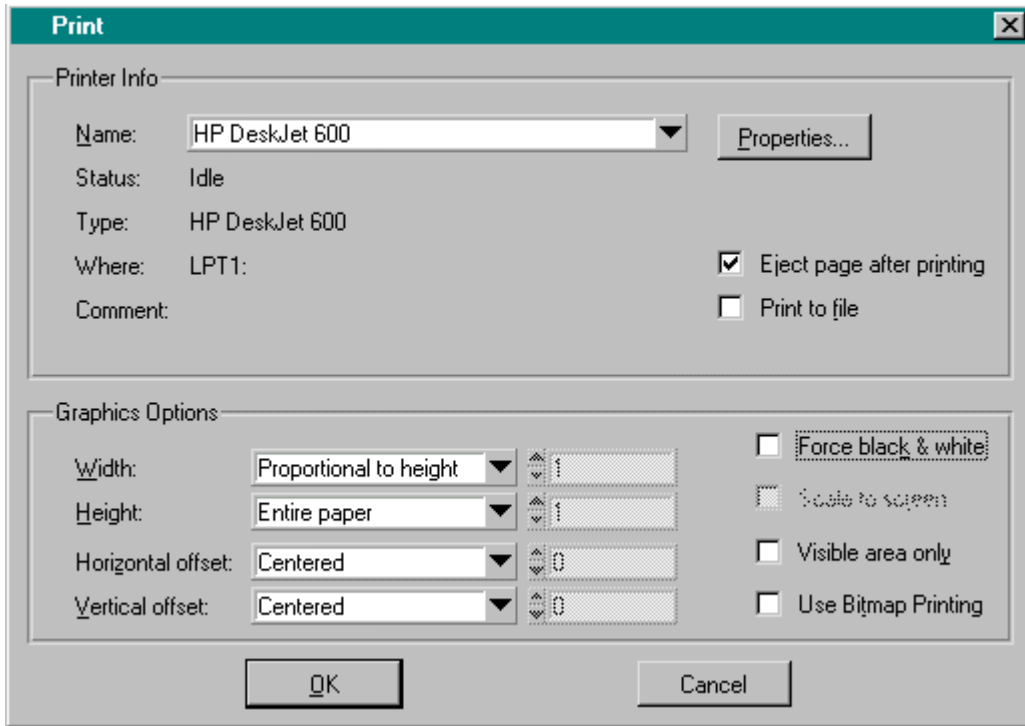 Print
Printer Info
Name: HP DeskJet 600 Properties...
Status: Idle
Type: HP DeskJet 600
Where: LPT1: Eject page after printing
Comment: Print to file
Graphics Options
Force black & white
Width: Proportional to height 1
Scale to screen
Height: Entire paper 1
Horizontal offset: Centered 0 Visible area only
Vertical offset: Centered 0 Use Bitmap Printing
OK Cancel